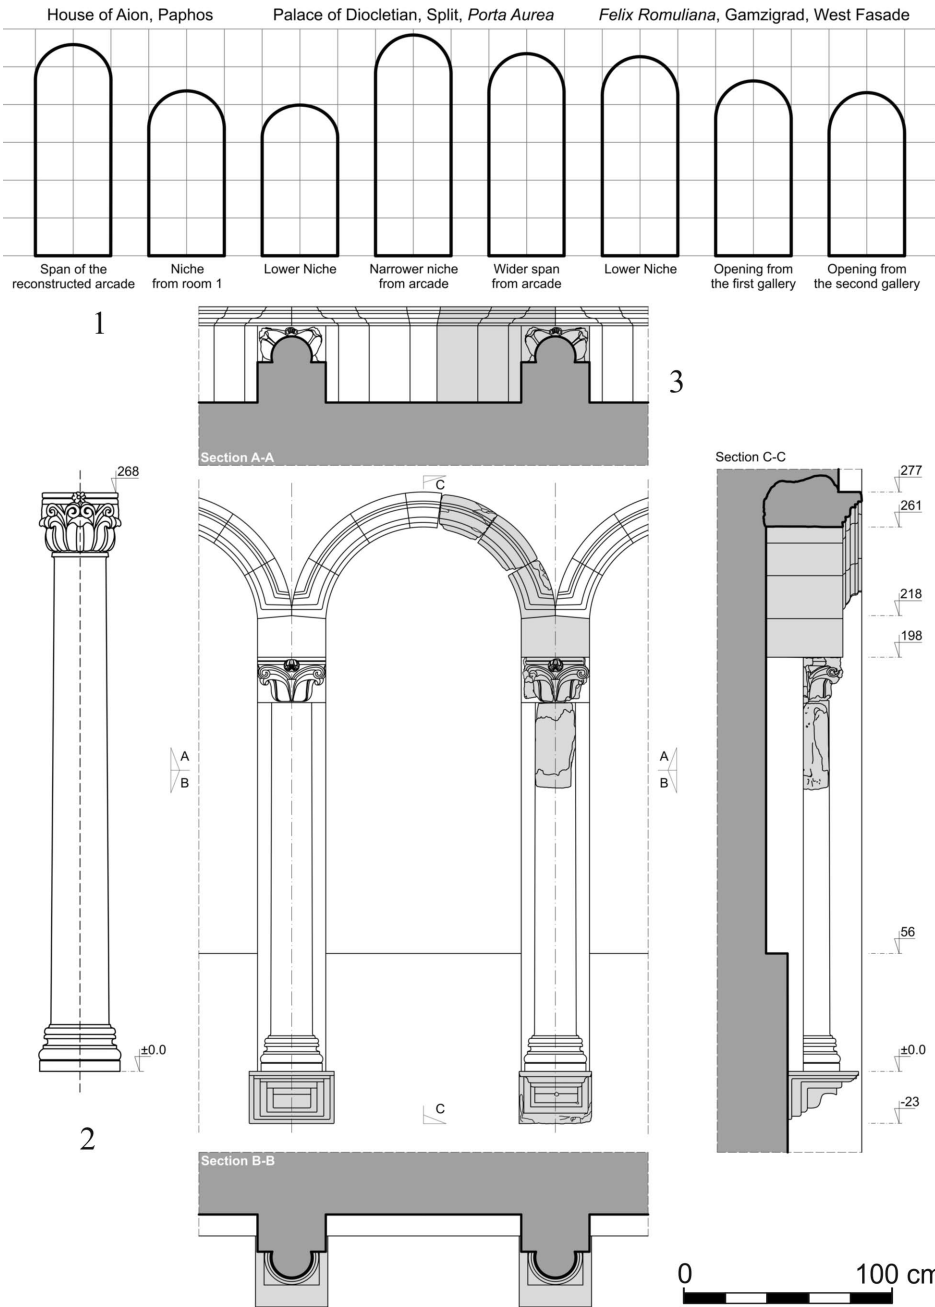 House of Aion, Paphos
Palace of Diocletian, Split, Porta Aurea
Felix Romuliana, Gamzigrad, West Fasade
Span of the
reconstructed arcade
Niche
from room 1
Lower Niche
Narrower niche
from arcade
Wider span
from arcade
Lower Niche
Opening from
the first gallery
Opening from
the second gallery
1
3
Section A-A
Section C-C
268
C
277
261
218
198
A
B
A
B
56
±0.0
±0.0
C
-23
2
Section B-B
0
100 cm